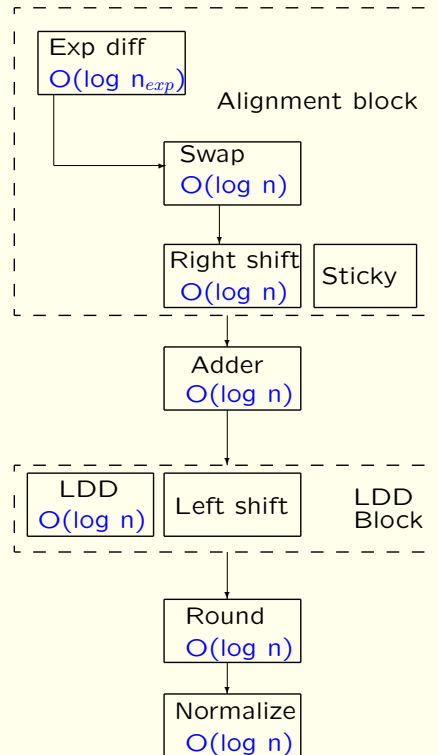 Exp diff
O(log n_exp)
Alignment block
Swap
O(log n)
Right shift
O(log n)
Sticky
Adder
O(log n)
LDD
O(log n)
Left shift
LDD
Block
Round
O(log n)
Normalize
O(log n)